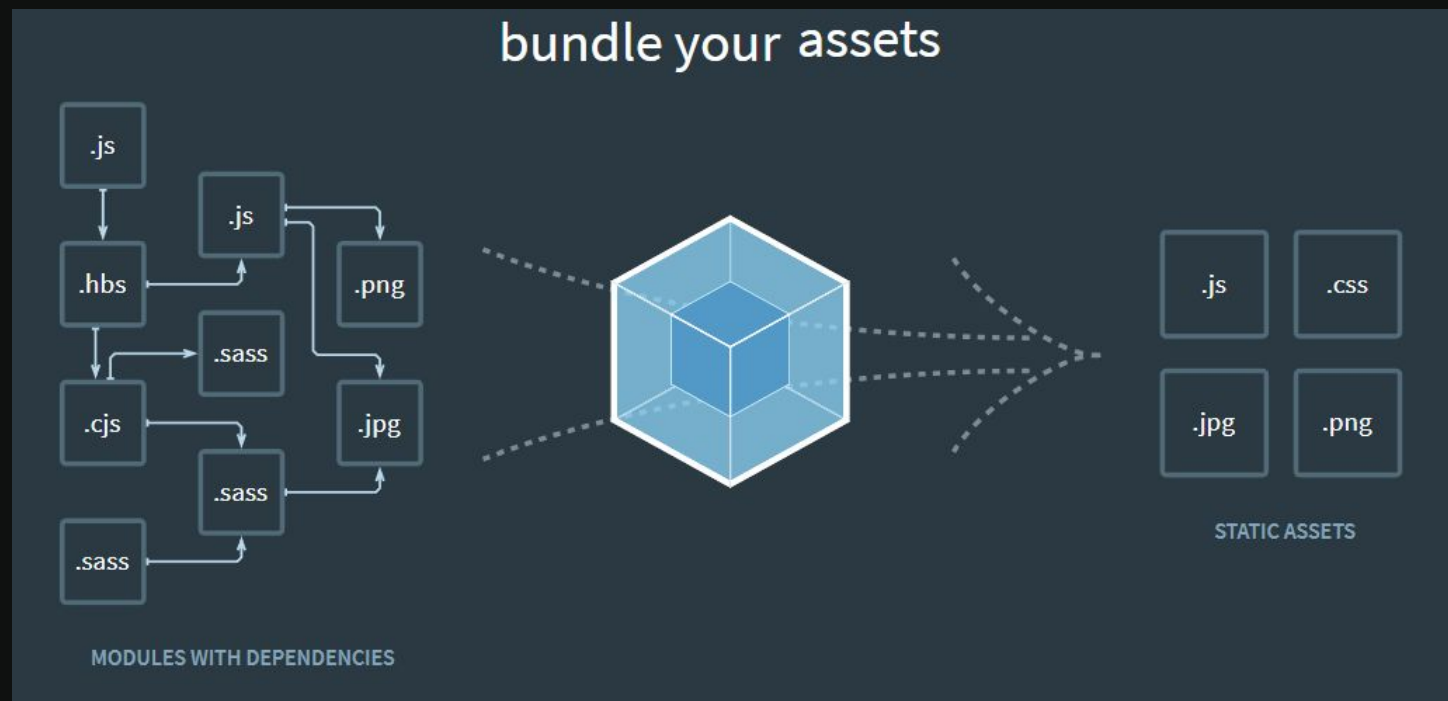 bundle your assets
.js
.js
.hbs
.png
.sass
.cjs
.jpg
.sass
.sass
MODULES WITH DEPENDENCIES
.js
.css
.jpg
.png
STATIC ASSETS